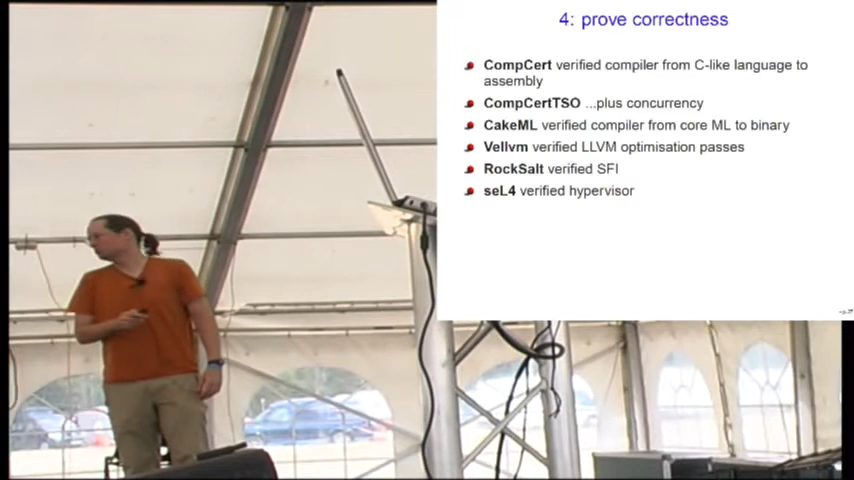 4: prove correctness
CompCert verified compiler from C-like language to
assembly
CompCertTSO ...plus concurrency
CakeML verified compiler from core ML to binary
Vellvm verified LLVM optimisation passes
RockSalt verified SFI
seL4 verified hypervisor